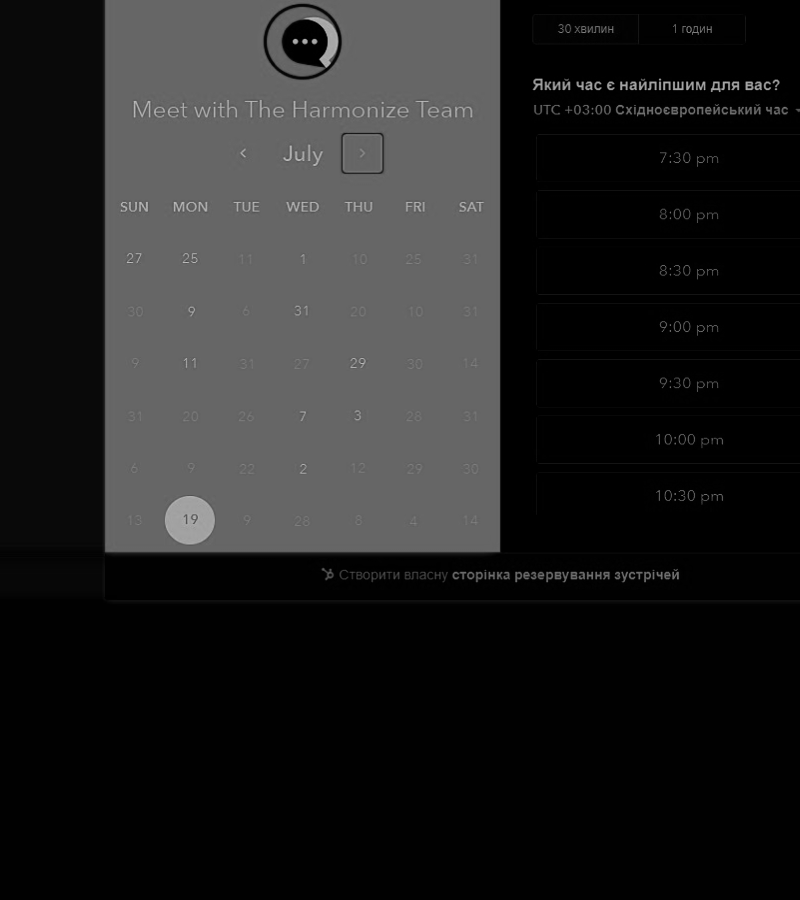 Meet with The Harmonize Team
July
SUN MON TUE WED THU FRI SAT
27 25 11 1 10 25 31
30 9 6 31 20 10 31
9 11 31 27 29 30 14
31 20 26 7 3 28 31
6 9 22 2 12 29 30
13 19 9 28 8 4 14
30 хвилин 1 годин
Який час є найліпшим для вас?
UTC +03:00 Східноєвропейський час
7:30 pm
8:00 pm
8:30 pm
9:00 pm
9:30 pm
10:00 pm
10:30 pm
Створити власну сторінка резервування зустрічей